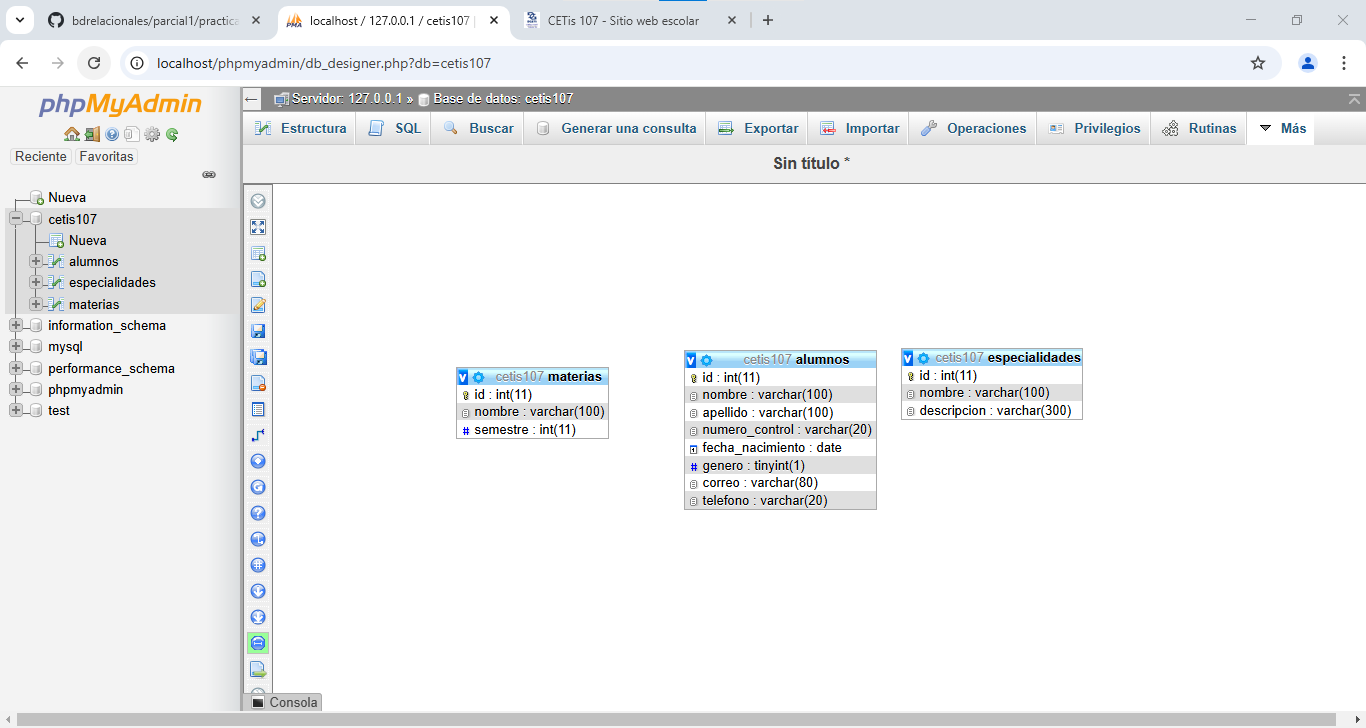 bdrelacionales/parcial1/practica
localhost / 127.0.0.1 / cetis107 |
CETis 107 - Sitio web escolar
localhost/phpmyadmin/db_designer.php?db=cetis107
phpMyAdmin
Reciente Favoritas
Nueva
cetis107
Nueva
alumnos
especialidades
materias
information_schema
mysql
performance_schema
phpmyadmin
test
Servidor: 127.0.0.1 » Base de datos: cetis107
Estructura SQL Buscar Generar una consulta Exportar Importar Operaciones Privilegios Rutinas Más
Sin título *
cetis107 materias
id : int(11)
nombre : varchar(100)
semestre : int(11)
cetis107 alumnos
id : int(11)
nombre : varchar(100)
apellido : varchar(100)
numero_control : varchar(20)
fecha_nacimiento : date
genero : tinyint(1)
correo : varchar(80)
telefono : varchar(20)
cetis107 especialidades
id : int(11)
nombre : varchar(100)
descripcion : varchar(300)
Consola